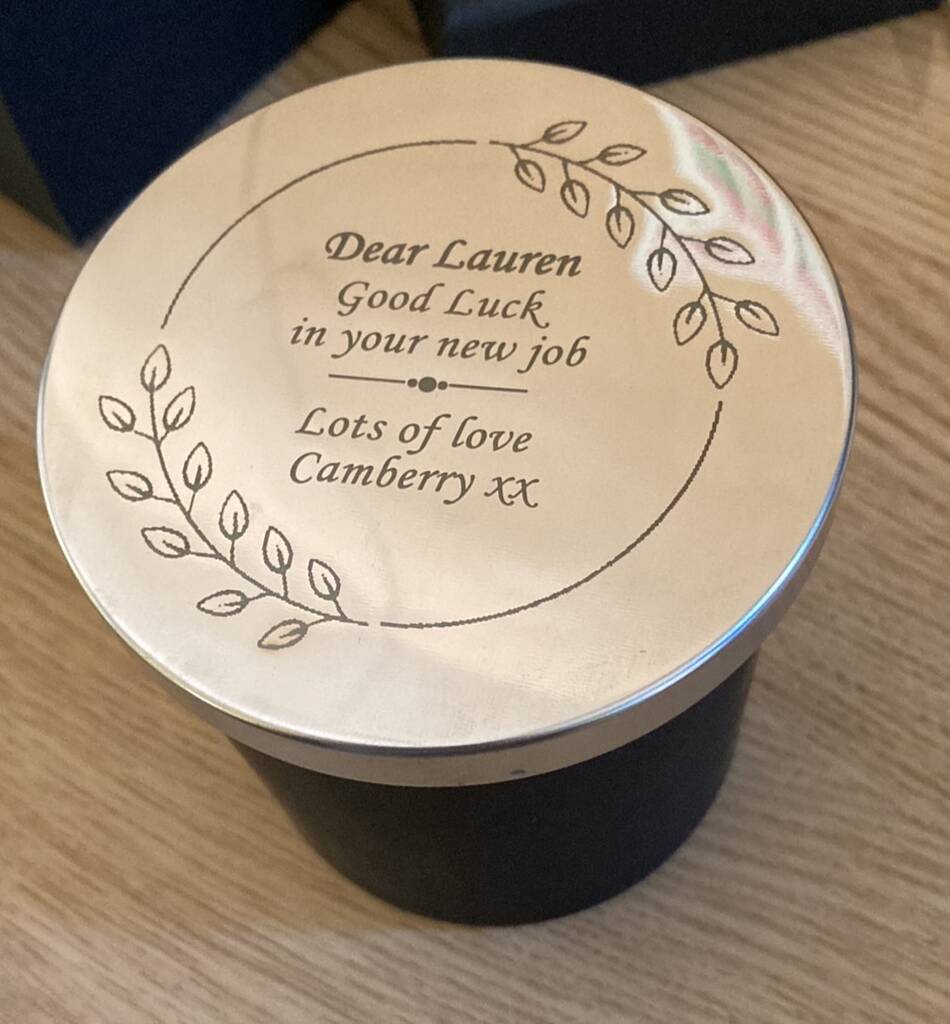 Dear Lauren
Good Luck
in your new job
Lots of love
Camberry xx